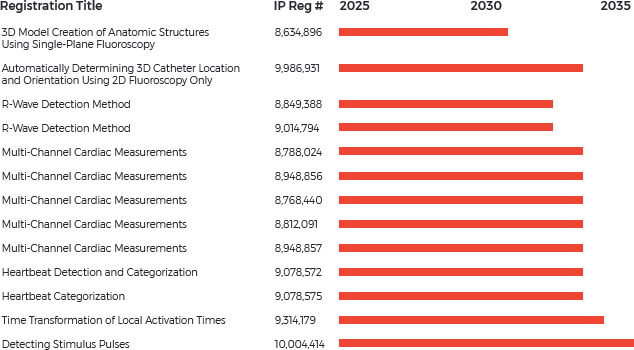 Registration Title IP Reg # 2025 2030 2035
3D Model Creation of Anatomic Structures 8,634,896
Using Single-Plane Fluoroscopy
Automatically Determining 3D Catheter Location 9,986,931
and Orientation Using 2D Fluoroscopy Only
R-Wave Detection Method 8,849,388
R-Wave Detection Method 9,014,794
Multi-Channel Cardiac Measurements 8,788,024
Multi-Channel Cardiac Measurements 8,948,856
Multi-Channel Cardiac Measurements 8,768,440
Multi-Channel Cardiac Measurements 8,812,091
Multi-Channel Cardiac Measurements 8,948,857
Heartbeat Detection and Categorization 9,078,572
Heartbeat Categorization 9,078,575
Time Transformation of Local Activation Times 9,314,179
Detecting Stimulus Pulses 10,004,414